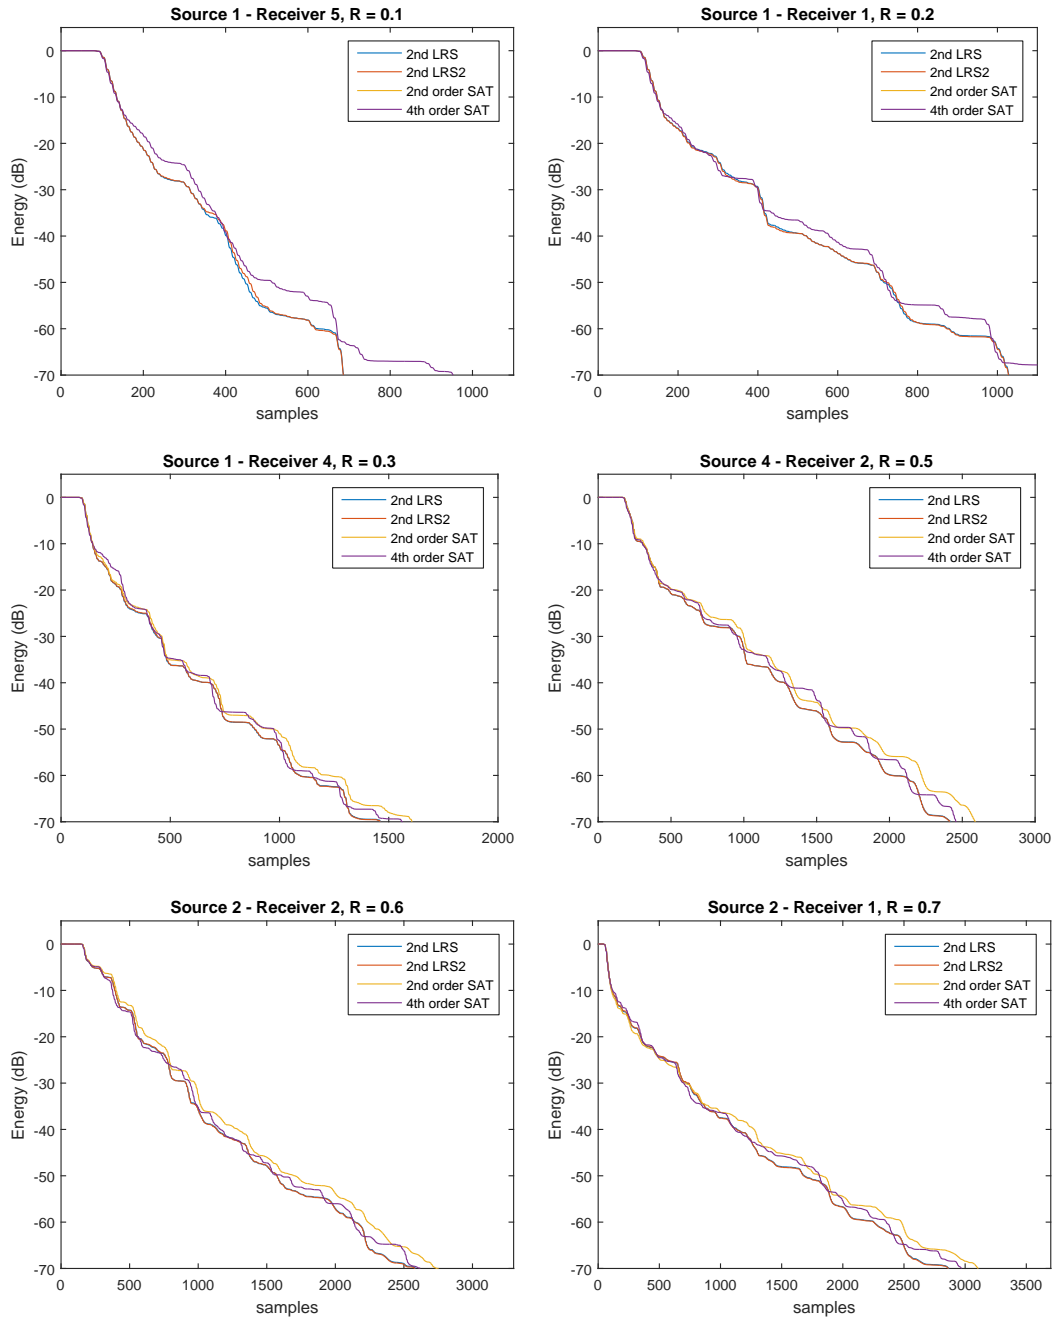 Source 1 - Receiver 5, R = 0.1
Energy (dB)
0
-10
-20
-30
-40
-50
-60
-70
0 200 400 600 800 1000
samples
2nd LRS
2nd LRS2
2nd order SAT
4th order SAT
Source 1 - Receiver 1, R = 0.2
Energy (dB)
0
-10
-20
-30
-40
-50
-60
-70
0 200 400 600 800 1000
samples
2nd LRS
2nd LRS2
2nd order SAT
4th order SAT
Source 1 - Receiver 4, R = 0.3
Energy (dB)
0
-10
-20
-30
-40
-50
-60
-70
0 500 1000 1500 2000
samples
2nd LRS
2nd LRS2
2nd order SAT
4th order SAT
Source 4 - Receiver 2, R = 0.5
Energy (dB)
0
-10
-20
-30
-40
-50
-60
-70
0 500 1000 1500 2000 2500 3000
samples
2nd LRS
2nd LRS2
2nd order SAT
4th order SAT
Source 2 - Receiver 2, R = 0.6
Energy (dB)
0
-10
-20
-30
-40
-50
-60
-70
0 500 1000 1500 2000 2500 3000
samples
2nd LRS
2nd LRS2
2nd order SAT
4th order SAT
Source 2 - Receiver 1, R = 0.7
Energy (dB)
0
-10
-20
-30
-40
-50
-60
-70
0 500 1000 1500 2000 2500 3000 3500
samples
2nd LRS
2nd LRS2
2nd order SAT
4th order SAT